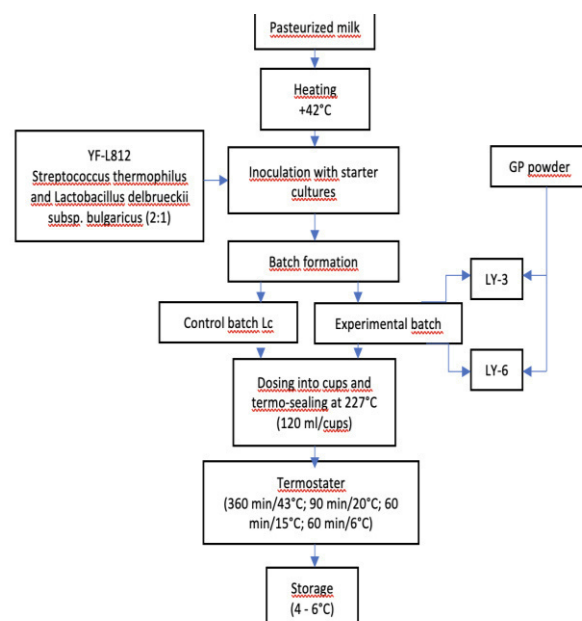 Pasteurized milk
Heating
+42°C
YF-L812
Streptococcus thermophilus
and Lactobacillus delbrueckii
subsp. bulgaricus (2:1)
Inoculation with starter
cultures
GP powder
Batch formation
LY-3
Control batch Lc
Experimental batch
LY-6
Dosing into cups and
termo-sealing at 227°C
(120 ml/cups)
Termostater
(360 min/43°C; 90 min/20°C; 60
min/15°C; 60 min/6°C)
Storage
(4 - 6°C)